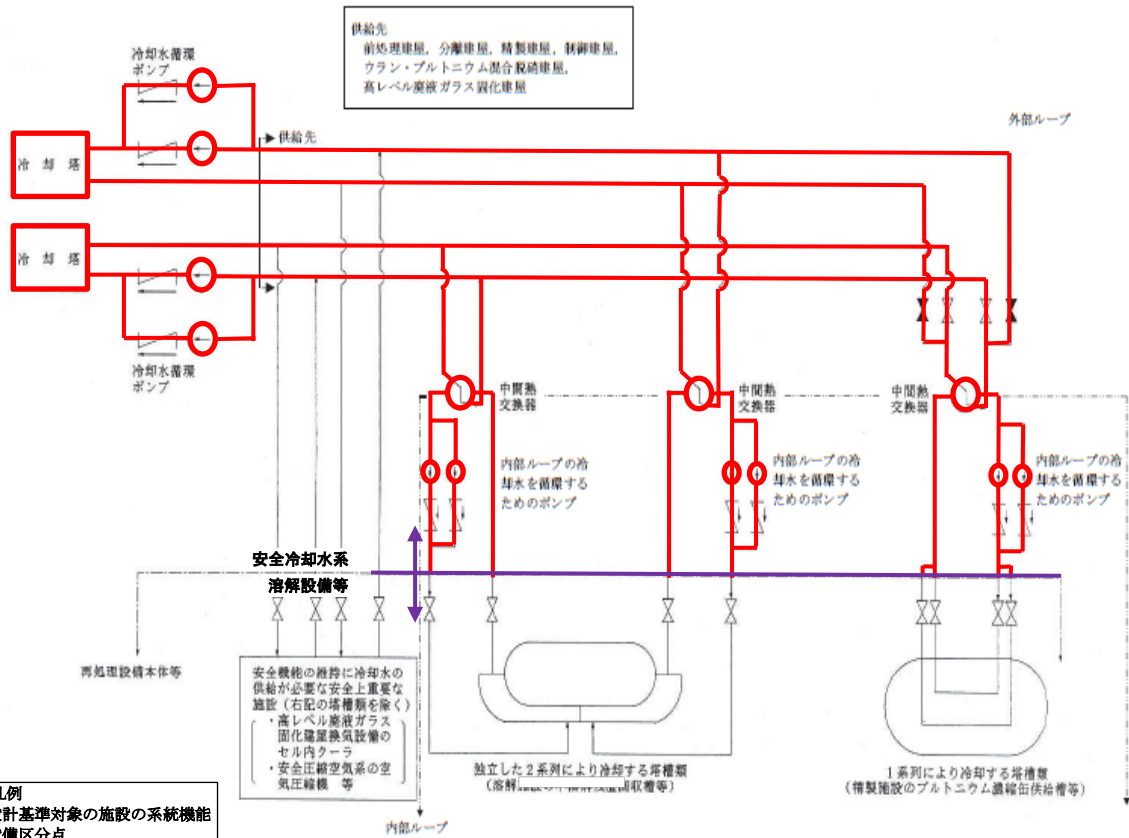 供給先
前処理建屋，分離建屋，精製建屋，制御建屋，
ウラン・プルトニウム混合脱硝建屋，
高レベル廃液ガラス固化建屋
冷却水循環
ポンプ
外部ループ
供給先
冷却塔
冷却塔
冷却水循環
ポンプ
中間熱
交換器
中間熱
交換器
中間熱
交換器
内部ループの冷
却水を循環する
ためのポンプ
内部ループの冷
却水を循環する
ためのポンプ
内部ループの冷
却水を循環する
ためのポンプ
安全冷却水系
溶解設備等
再処理設備本体等
安全機能の維持に冷却水の
供給が必要な安全上重要な
施設（右記の塔槽類を除く）
・高レベル廃液ガラス
固化建屋換気設備の
セル内クーラ
・安全圧縮空気系の空
気圧縮機 等
独立した２系列により冷却する塔槽類
(溶解
収槽等)
１系列により冷却する塔槽類
(精製施設のプルトニウム濃縮缶供給槽等)
凡例
設計基準対象の施設の系統機能
設備区分点
内部ループ